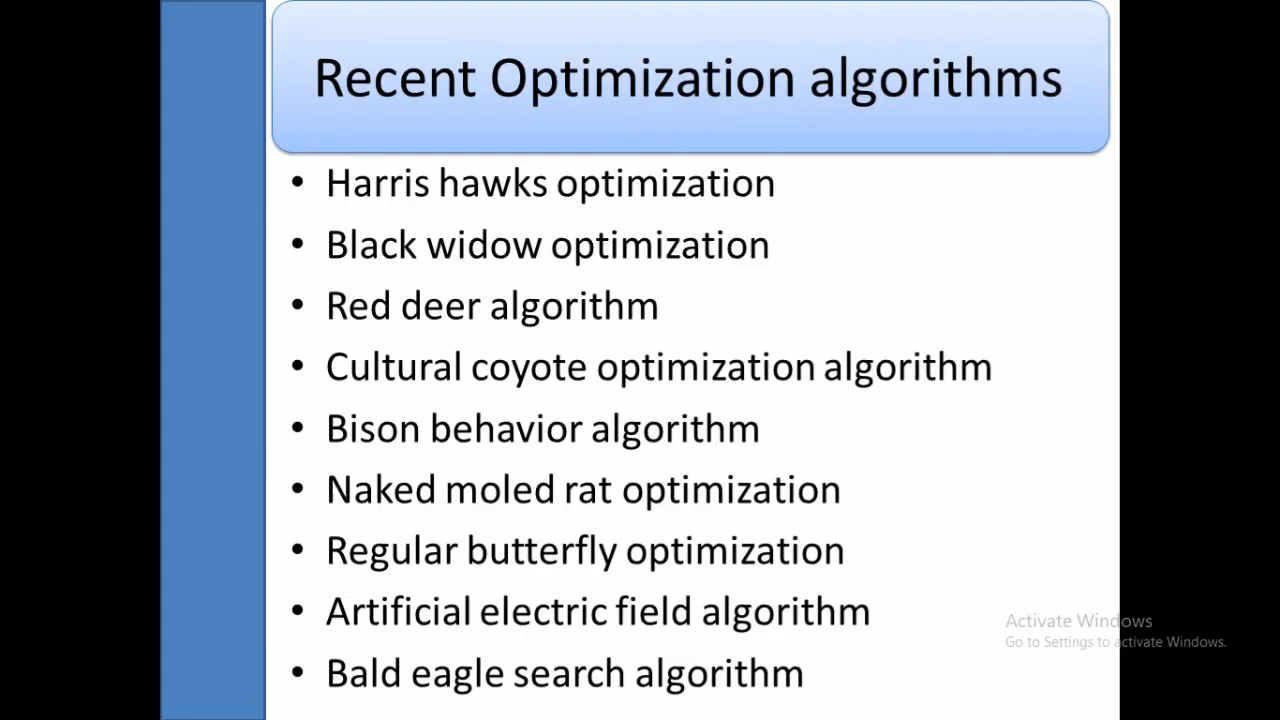 Recent Optimization algorithms
• Harris hawks optimization
• Black widow optimization
• Red deer algorithm
• Cultural coyote optimization algorithm
• Bison behavior algorithm
• Naked moled rat optimization
• Regular butterfly optimization
• Artificial electric field algorithm
• Bald eagle search algorithm
Activate Windows
Go to Settings to activate Windows.